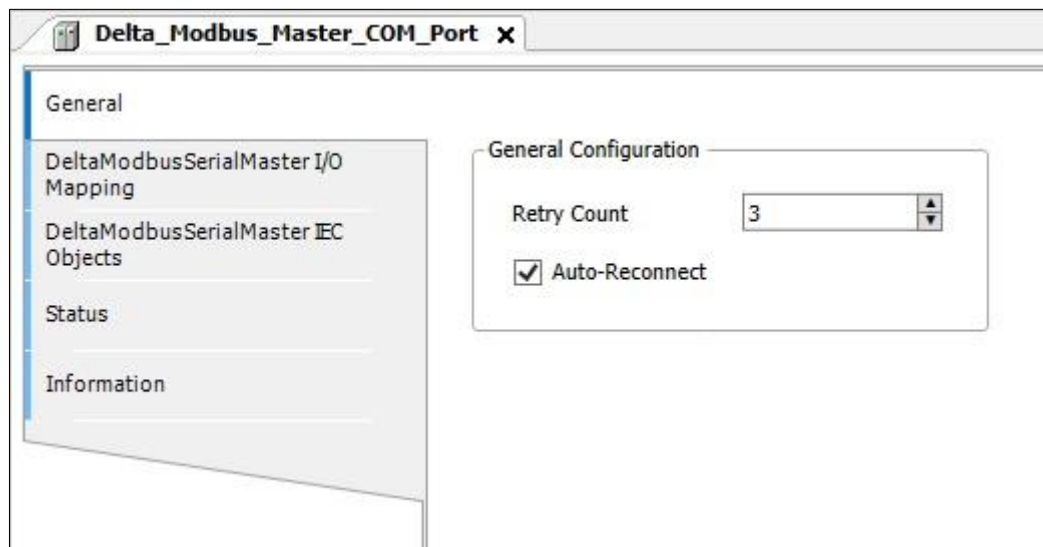 Delta_Modbus_Master_COM_Port
General
DeltaModbusSerialMaster I/O
Mapping
DeltaModbusSerialMaster IEC
Objects
Status
Information
General Configuration
Retry Count 3
Auto-Reconnect